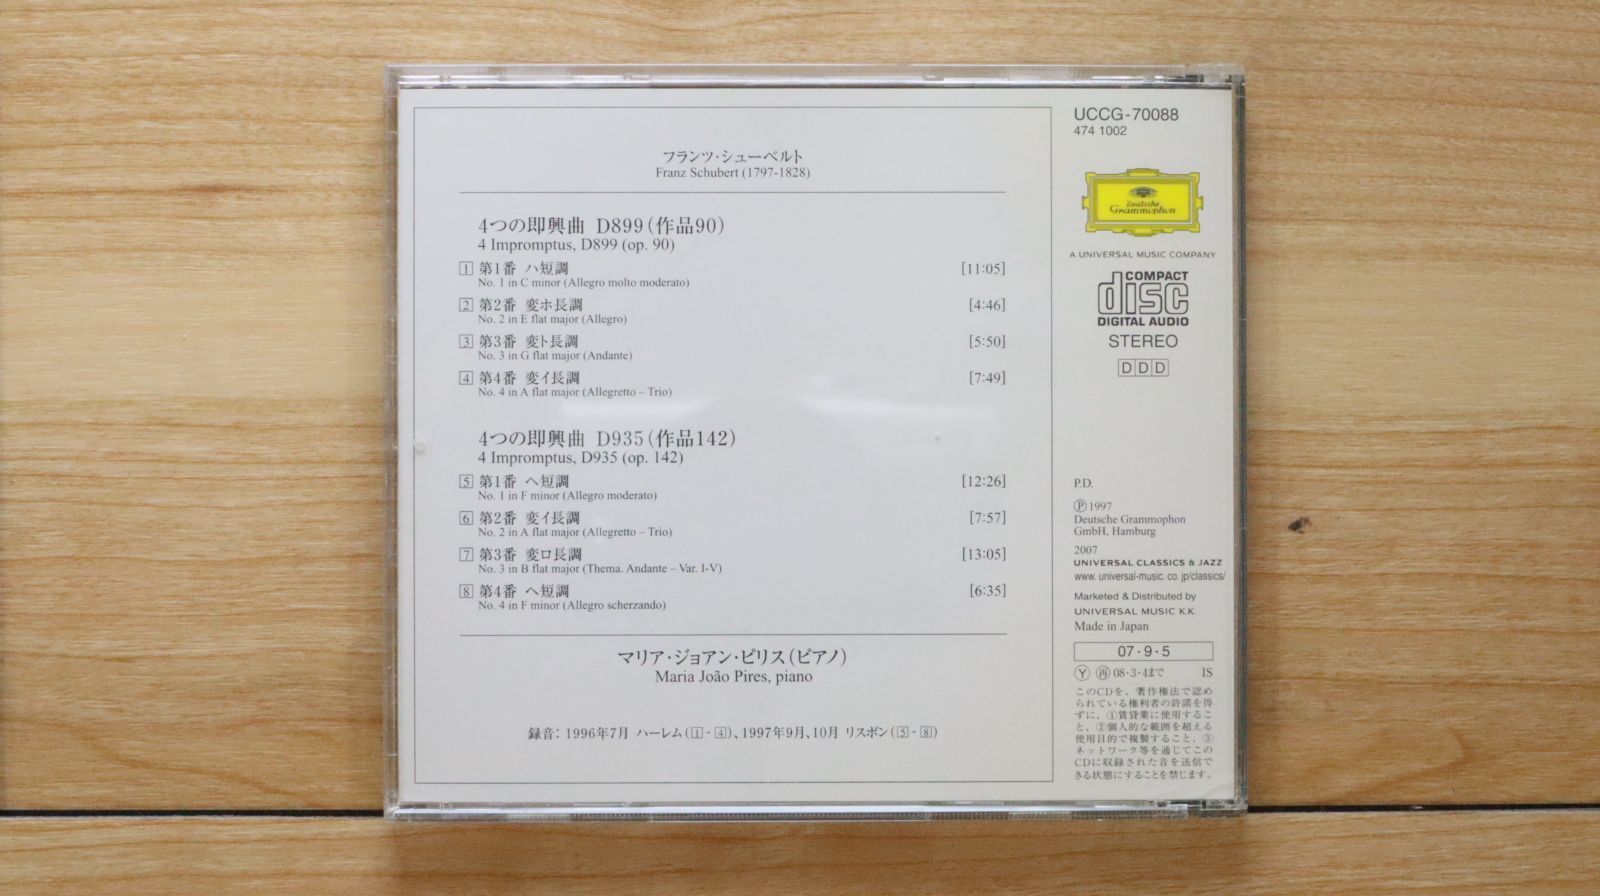 フランツ・シューベルト
Franz Schubert (1797-1828)
4つの即興曲 D899(作品90)
4 Impromptus, D899 (op. 90)
1 第1番 ハ短調 [11:05]
No. 1 in C minor (Allegro molto moderato)
2 第2番 変ホ長調 [4:46]
No. 2 in E flat major (Allegro)
3 第3番 変ト長調 [5:50]
No. 3 in G flat major (Andante)
4 第4番 変イ長調 [7:49]
No. 4 in A flat major (Allegretto – Trio)
4つの即興曲 D935(作品142)
4 Impromptus, D935 (op. 142)
5 第1番 ヘ短調 [12:26]
No. 1 in F minor (Allegro moderato)
6 第2番 変イ長調 [7:57]
No. 2 in A flat major (Allegretto – Trio)
7 第3番 変ロ長調 [13:05]
No. 3 in B flat major (Thema. Andante – Var. I-V)
8 第4番 ヘ短調 [6:35]
No. 4 in F minor (Allegro scherzando)
マリア・ジョアン・ピリス(ピアノ)
Maria João Pires, piano
録音: 1996年7月 ハーレム(1 - 4)、1997年9月、10月 リスボン(5 - 8)
UCCG-70088
474 1002
Deutsche
Grammophon
A UNIVERSAL MUSIC COMPANY
COMPACT
disc
DIGITAL AUDIO
STEREO
DDD
P.D.
Ⓟ 1997
Deutsche Grammophon
GmbH, Hamburg
2007
UNIVERSAL CLASSICS & JAZZ
www. universal-music. co. jp/classics/
Marketed & Distributed by
UNIVERSAL MUSIC K.K.
Made in Japan
07・9・5
Ⓨ ㊢ 08・3・4まで IS
このCDを、著作権法で認め
られている権利者の許諾を得
ずに、①賃貸業に使用するこ
と、②個人的な範囲を超える
使用目的で複製すること、③
ネットワーク等を通じてこの
CDに収録された音を送信で
きる状態にすることを禁じます。